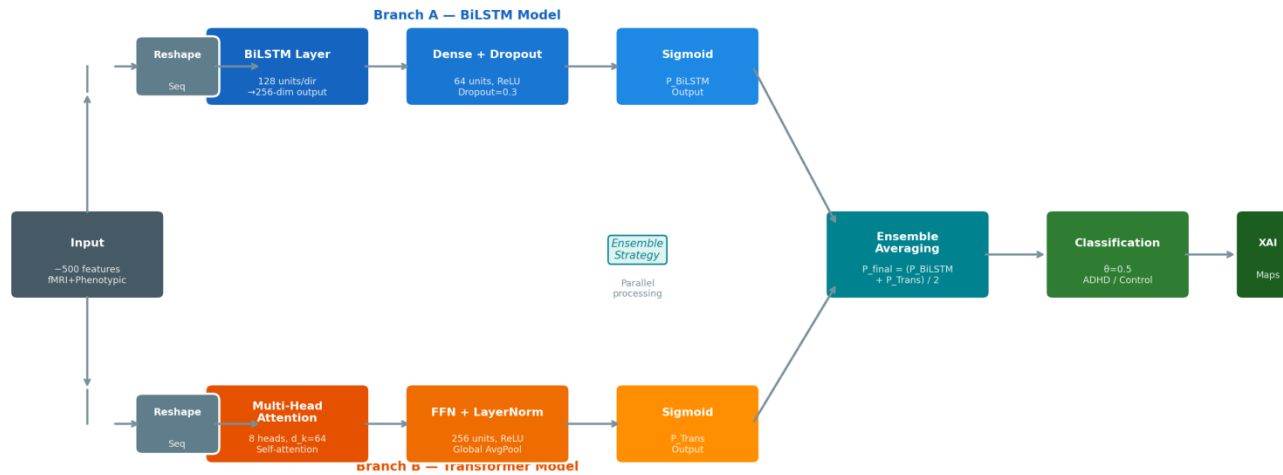 Branch A — BiLSTM Model
Reshape
Seq
BiLSTM Layer
128 units/dir
→256-dim output
Dense + Dropout
64 units, ReLU
Dropout=0.3
Sigmoid
P_BiLSTM
Output
Input
~500 features
fMRI+Phenotypic
Ensemble
Strategy
Parallel
processing
Ensemble
Averaging
P_final = (P_BiLSTM
+ P_Trans) / 2
Classification
θ=0.5
ADHD / Control
XAI
Maps
Reshape
Seq
Multi-Head
Attention
8 heads, d_k=64
Self-attention
FFN + LayerNorm
256 units, ReLU
Global AvgPool
Sigmoid
P_Trans
Output
Branch B — Transformer Model